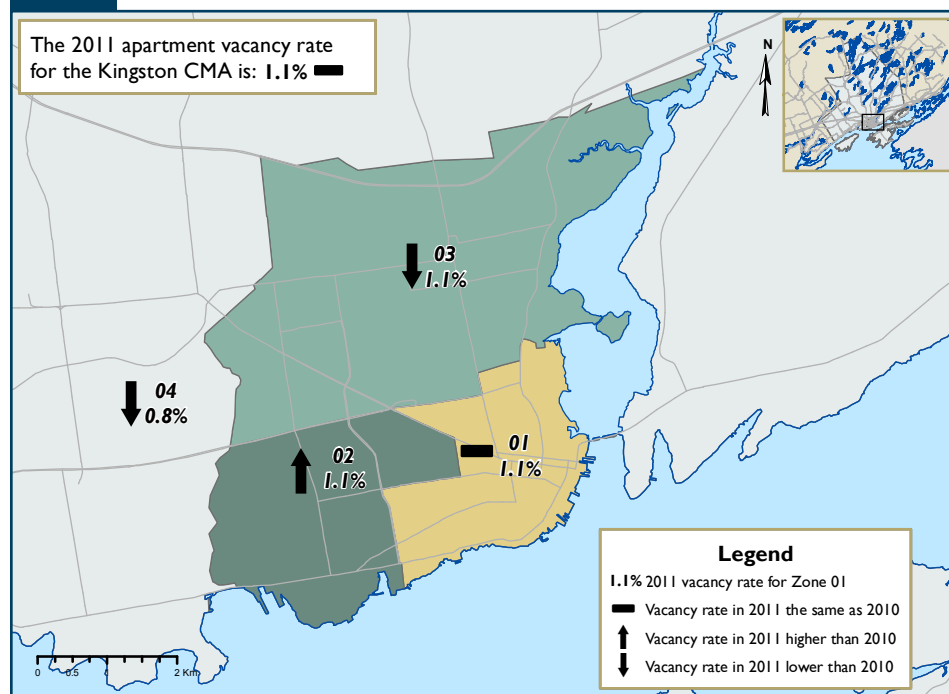 The 2011 apartment vacancy rate
for the Kingston CMA is: 1.1%
N
03
1.1%
04
0.8%
02
1.1%
01
1.1%
Legend
1.1% 2011 vacancy rate for Zone 01
Vacancy rate in 2011 the same as 2010
Vacancy rate in 2011 higher than 2010
Vacancy rate in 2011 lower than 2010
0 0.5 2 Km